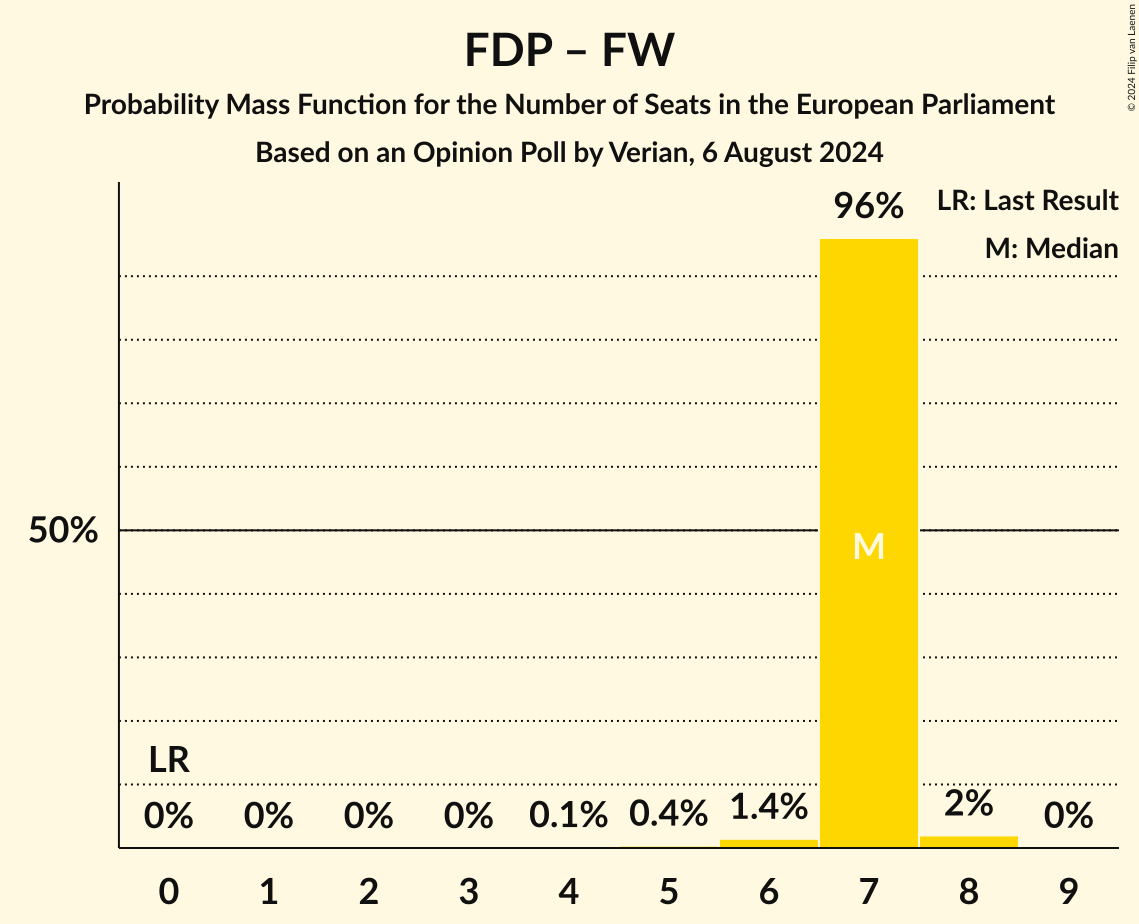 FDP – FW
Probability Mass Function for the Number of Seats in the European Parliament
Based on an Opinion Poll by Verian, 6 August 2024
© 2024 Filip van Laenen
LR: Last Result
M: Median
96%
50%
M
LR
0% 0% 0% 0% 0.1% 0.4% 1.4% 2% 0%
0 1 2 3 4 5 6 7 8 9